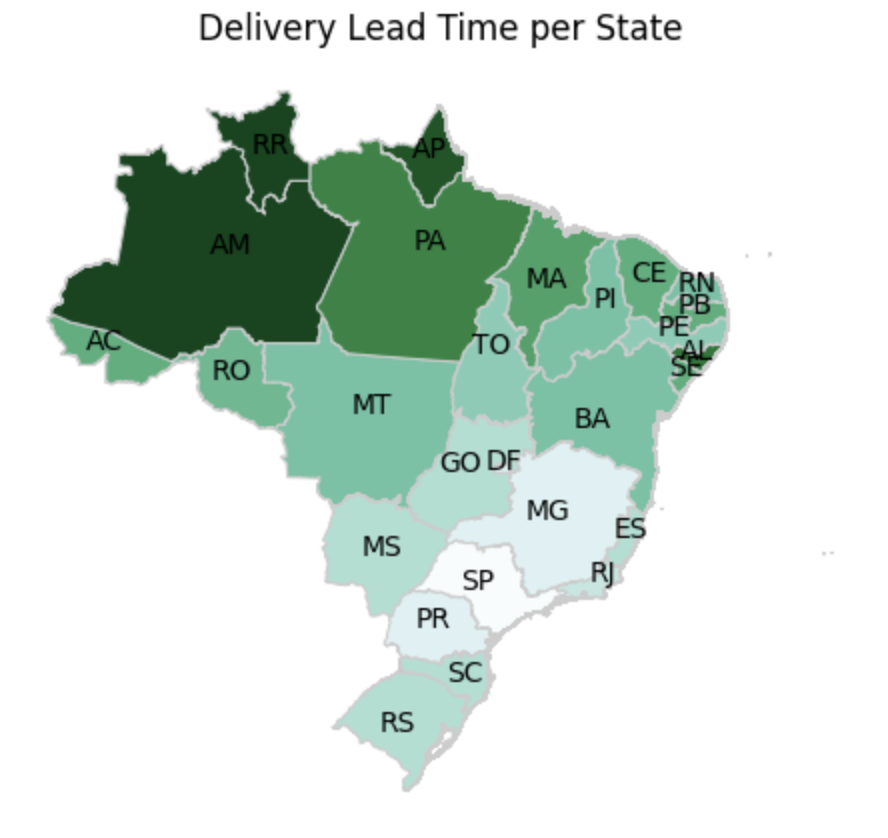 Delivery Lead Time per State
RR
AP
AM
PA
MA
CE
RN
PI
PB
PE
AC
TO
AL
RO
SE
MT
BA
GO DF
MG
ES
MS
RJ
SP
PR
SC
RS